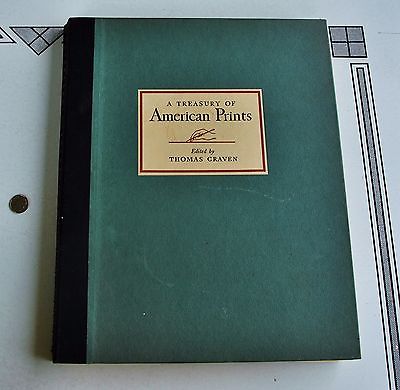 A TREASURY OF
American Prints
Edited by
THOMAS CRAVEN